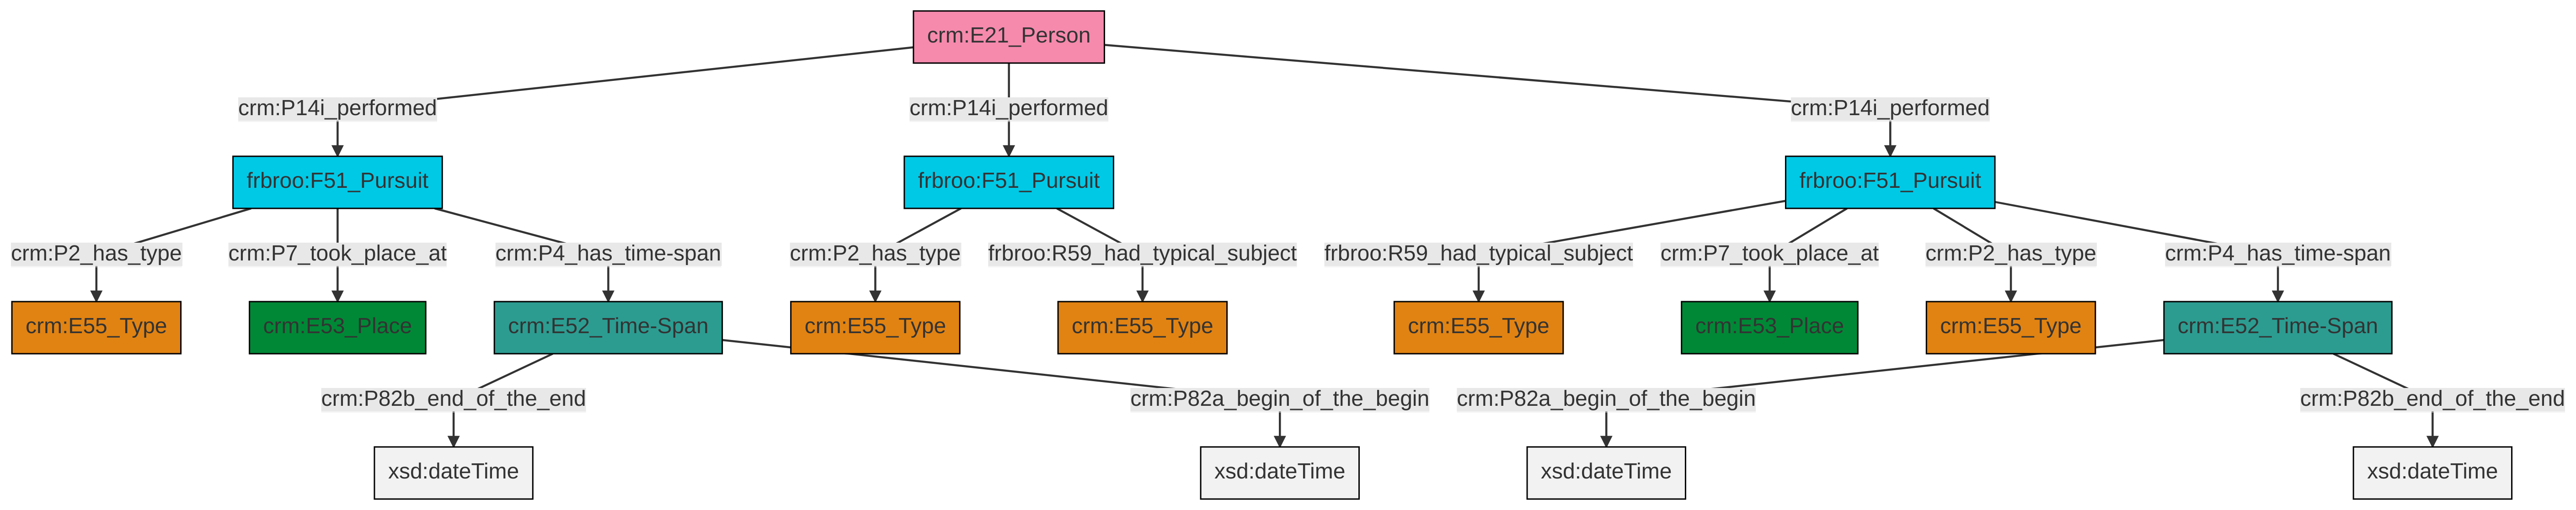 crm:E21_Person
crm:P14i_performed
crm:P14i_performed
crm:P14i_performed
frbroo:F51_Pursuit
frbroo:F51_Pursuit
frbroo:F51_Pursuit
crm:P2_has_type
crm:P7_took_place_at
crm:P4_has_time-span
crm:P2_has_type
frbroo:R59_had_typical_subject
frbroo:R59_had_typical_subject
crm:P7_took_place_at
crm:P2_has_type
crm:P4_has_time-span
crm:E55_Type
crm:E53_Place
crm:E52_Time-Span
crm:E55_Type
crm:E55_Type
crm:E55_Type
crm:E53_Place
crm:E55_Type
crm:E52_Time-Span
crm:P82b_end_of_the_end
crm:P82a_begin_of_the_begin
crm:P82a_begin_of_the_begin
crm:P82b_end_of_the_end
xsd:dateTime
xsd:dateTime
xsd:dateTime
xsd:dateTime